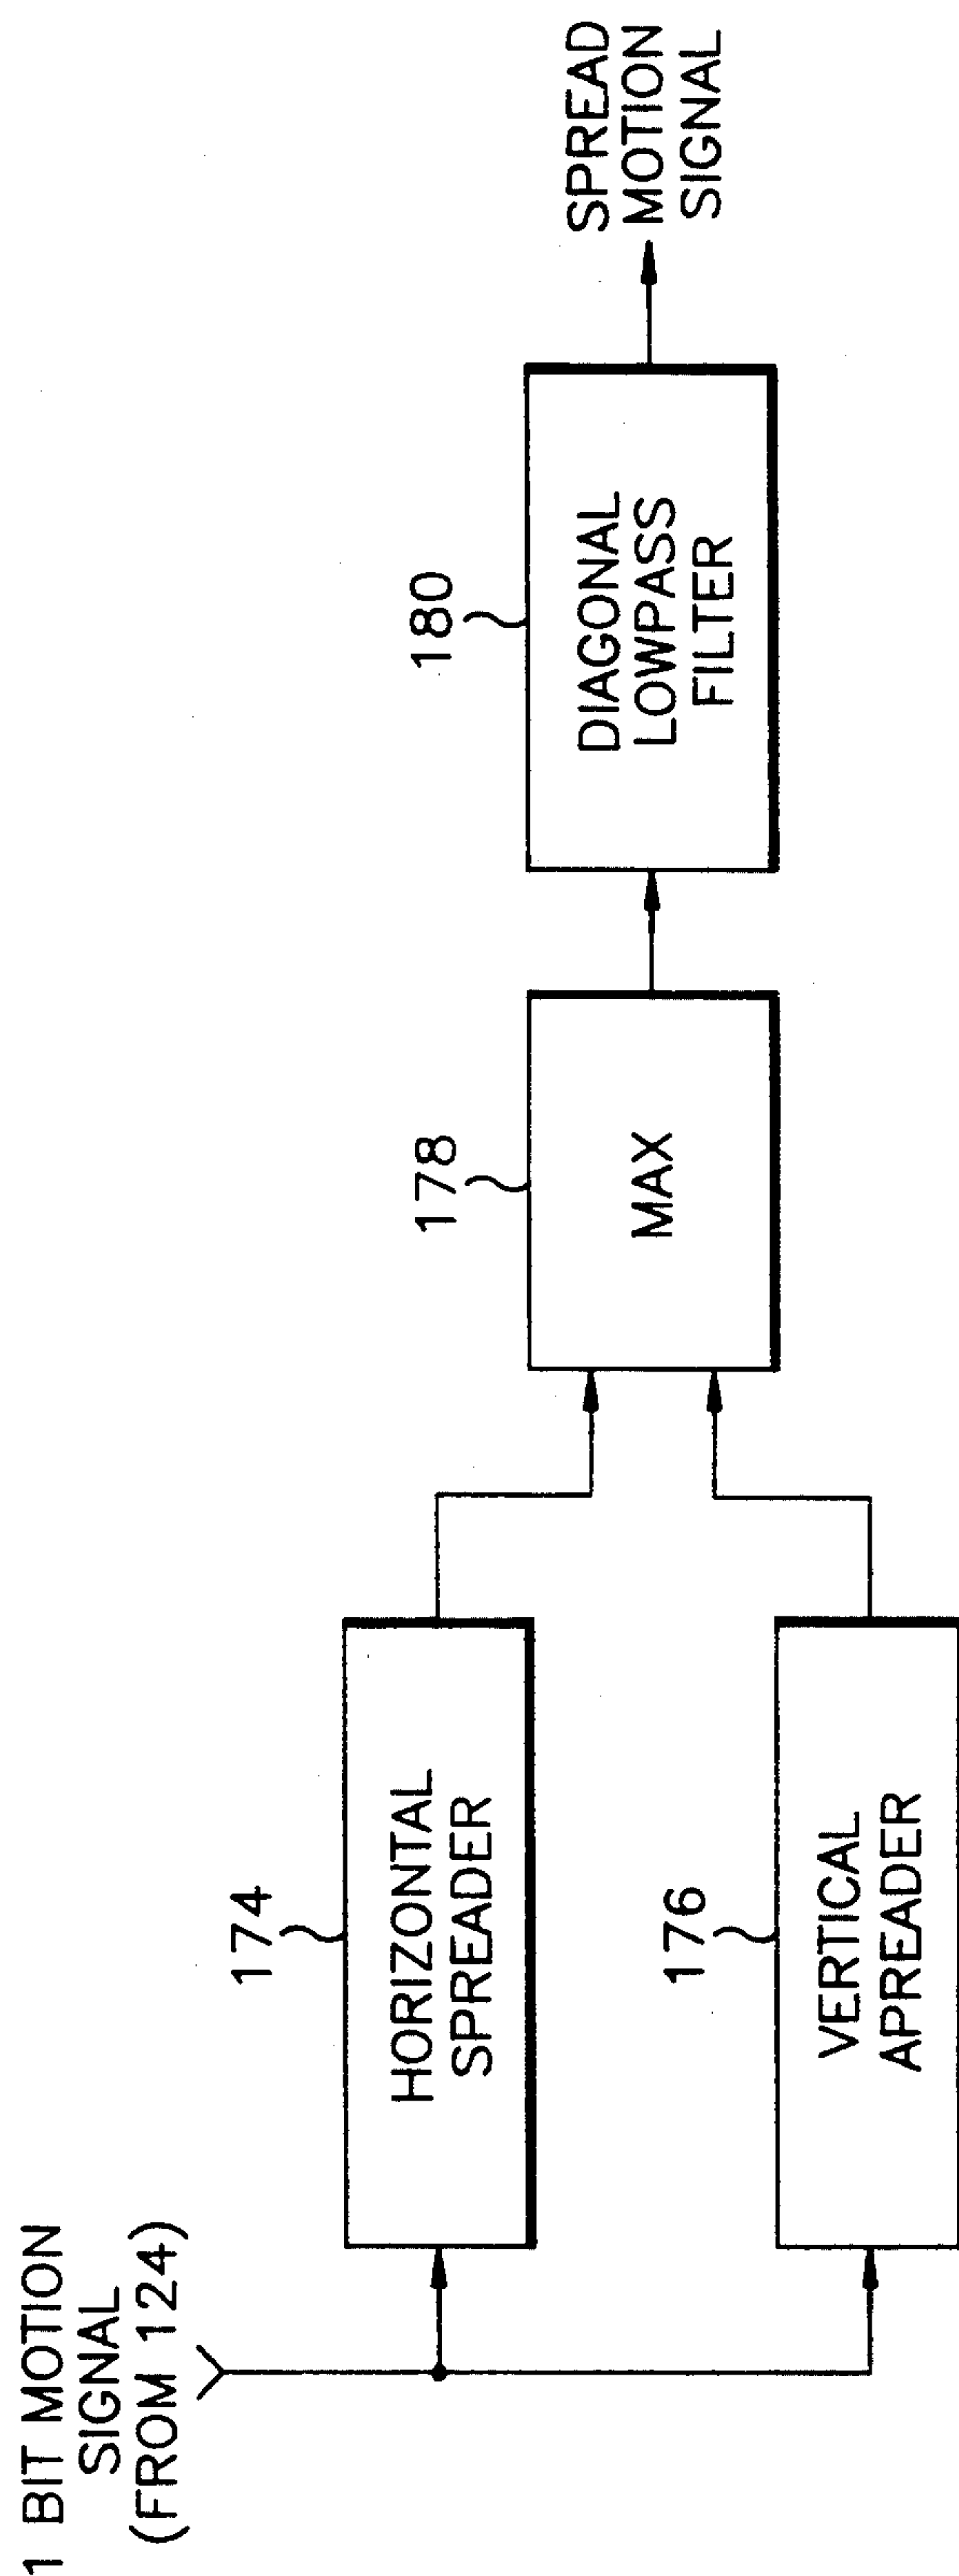 1 BIT MOTION
SIGNAL
(FROM 124)
174
HORIZONTAL
SPREADER
176
VERTICAL
APREADER
178
MAX
180
DIAGONAL
LOWPASS
FILTER
SPREAD
MOTION
SIGNAL